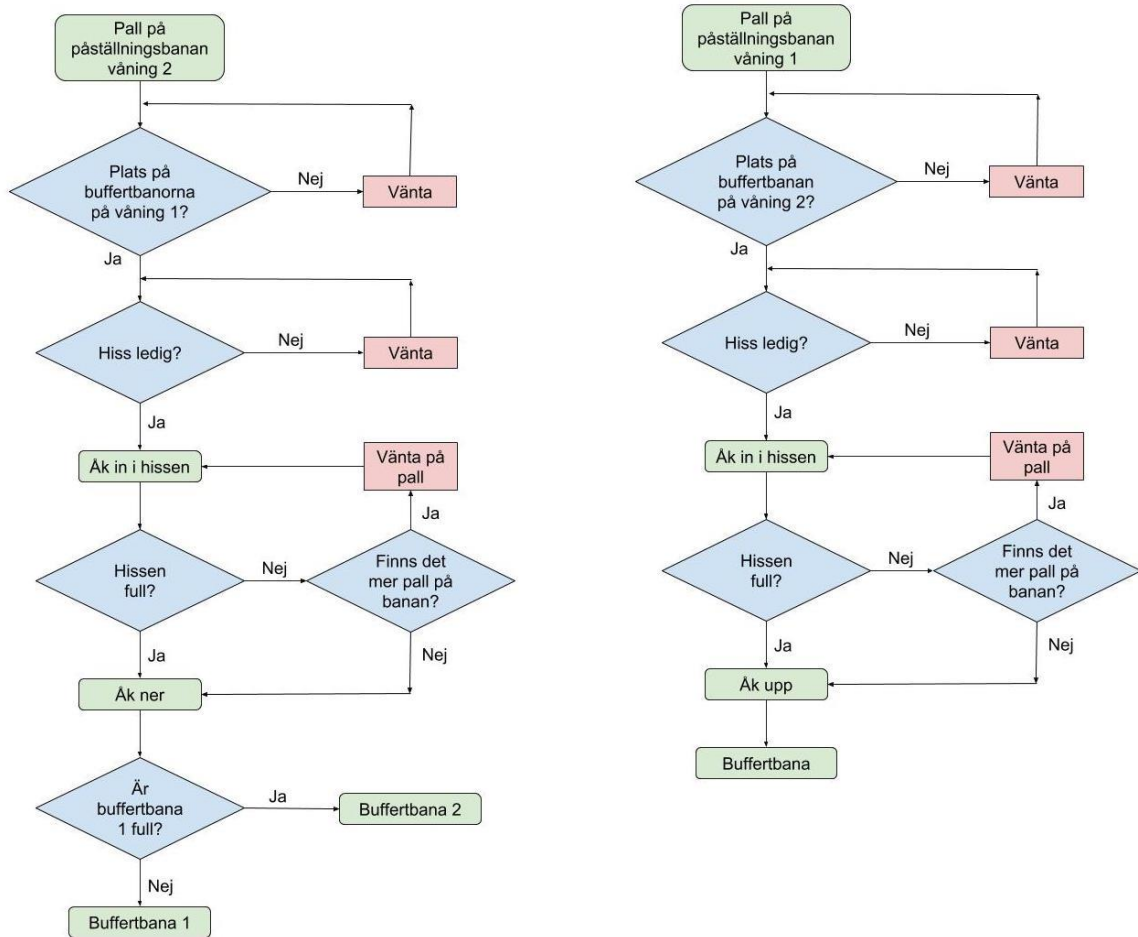 Pall på
påställningsbanan
våning 2
Plats på
buffertbanorna
på våning 1?
Nej
Vänta
Ja
Hiss ledig?
Nej
Vänta
Ja
Åk in i hissen
Vänta på
pall
Ja
Hissen
full?
Nej
Finns det
mer pall på
banan?
Ja
Nej
Åk ner
Är
buffertbana
1 full?
Ja
Buffertbana 2
Nej
Buffertbana 1
Pall på
påställningsbanan
våning 1
Plats på
buffertbanan
på våning 2?
Nej
Vänta
Ja
Hiss ledig?
Nej
Vänta
Ja
Åk in i hissen
Vänta på
pall
Ja
Hissen
full?
Nej
Finns det
mer pall på
banan?
Ja
Nej
Åk upp
Buffertbana